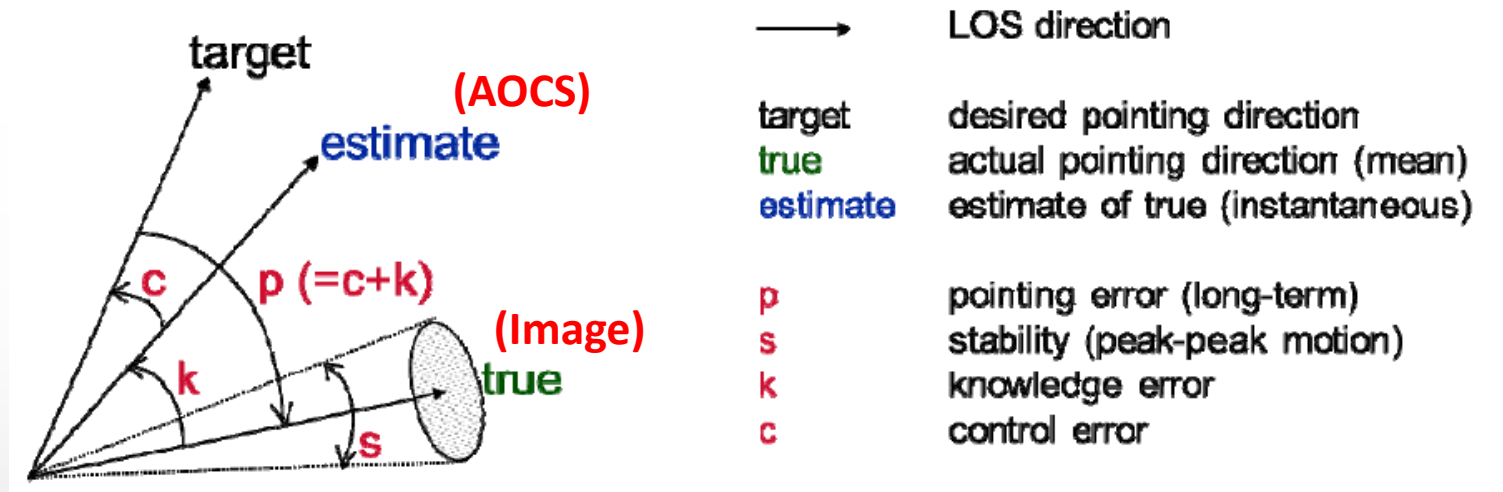 target
(AOCS)
estimate
c
p (=c+k)
(Image)
k
true
s
LOS direction
target desired pointing direction
true actual pointing direction (mean)
estimate estimate of true (instantaneous)
p pointing error (long-term)
s stability (peak-peak motion)
k knowledge error
c control error